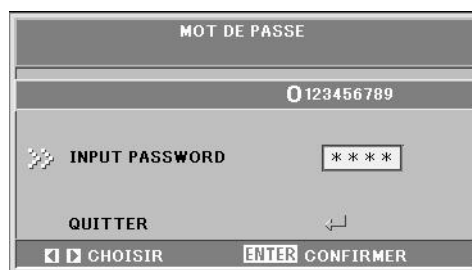 MOT DE PASSE
0123456789
INPUT PASSWORD ****
QUITTER
CHOISIR ENTER CONFIRMER